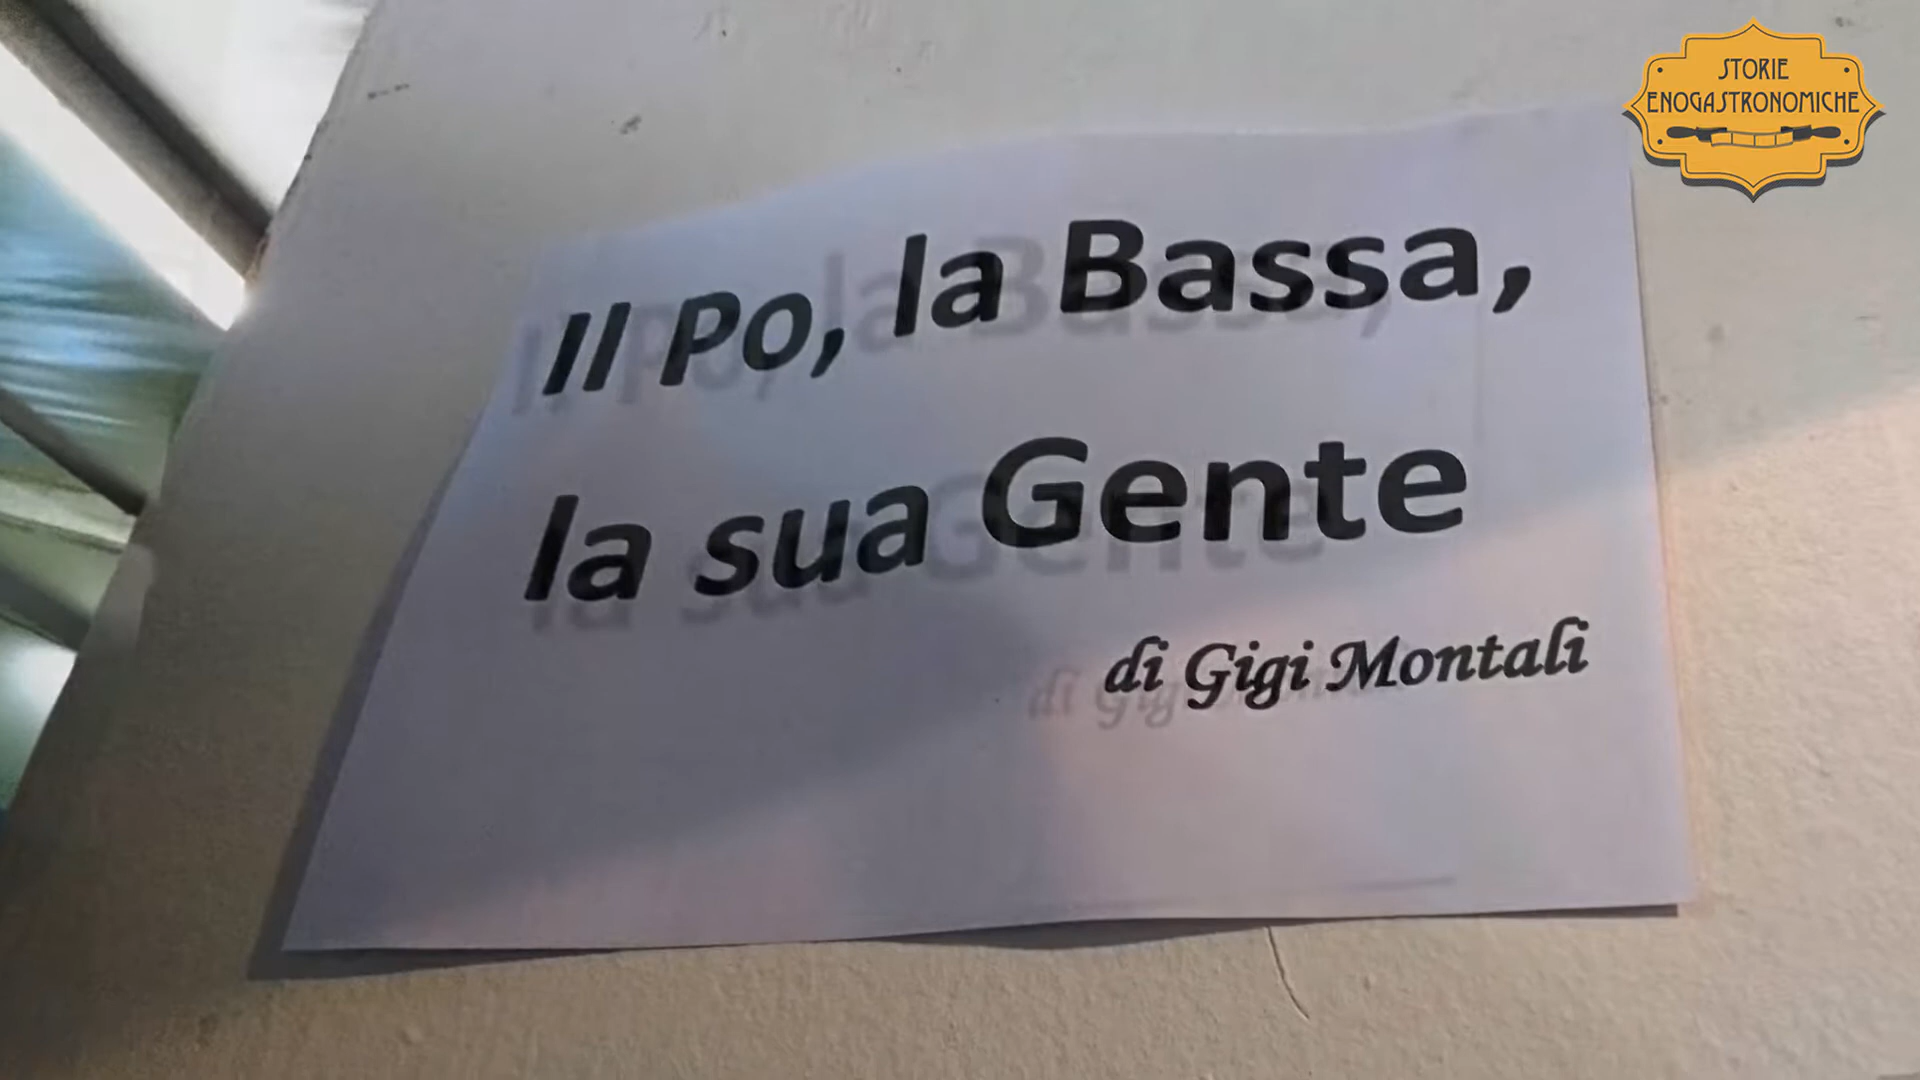 STORIE
ENOGASTRONOMICHE
Il Po, la Bassa,
la sua Gente
di Gigi Montali